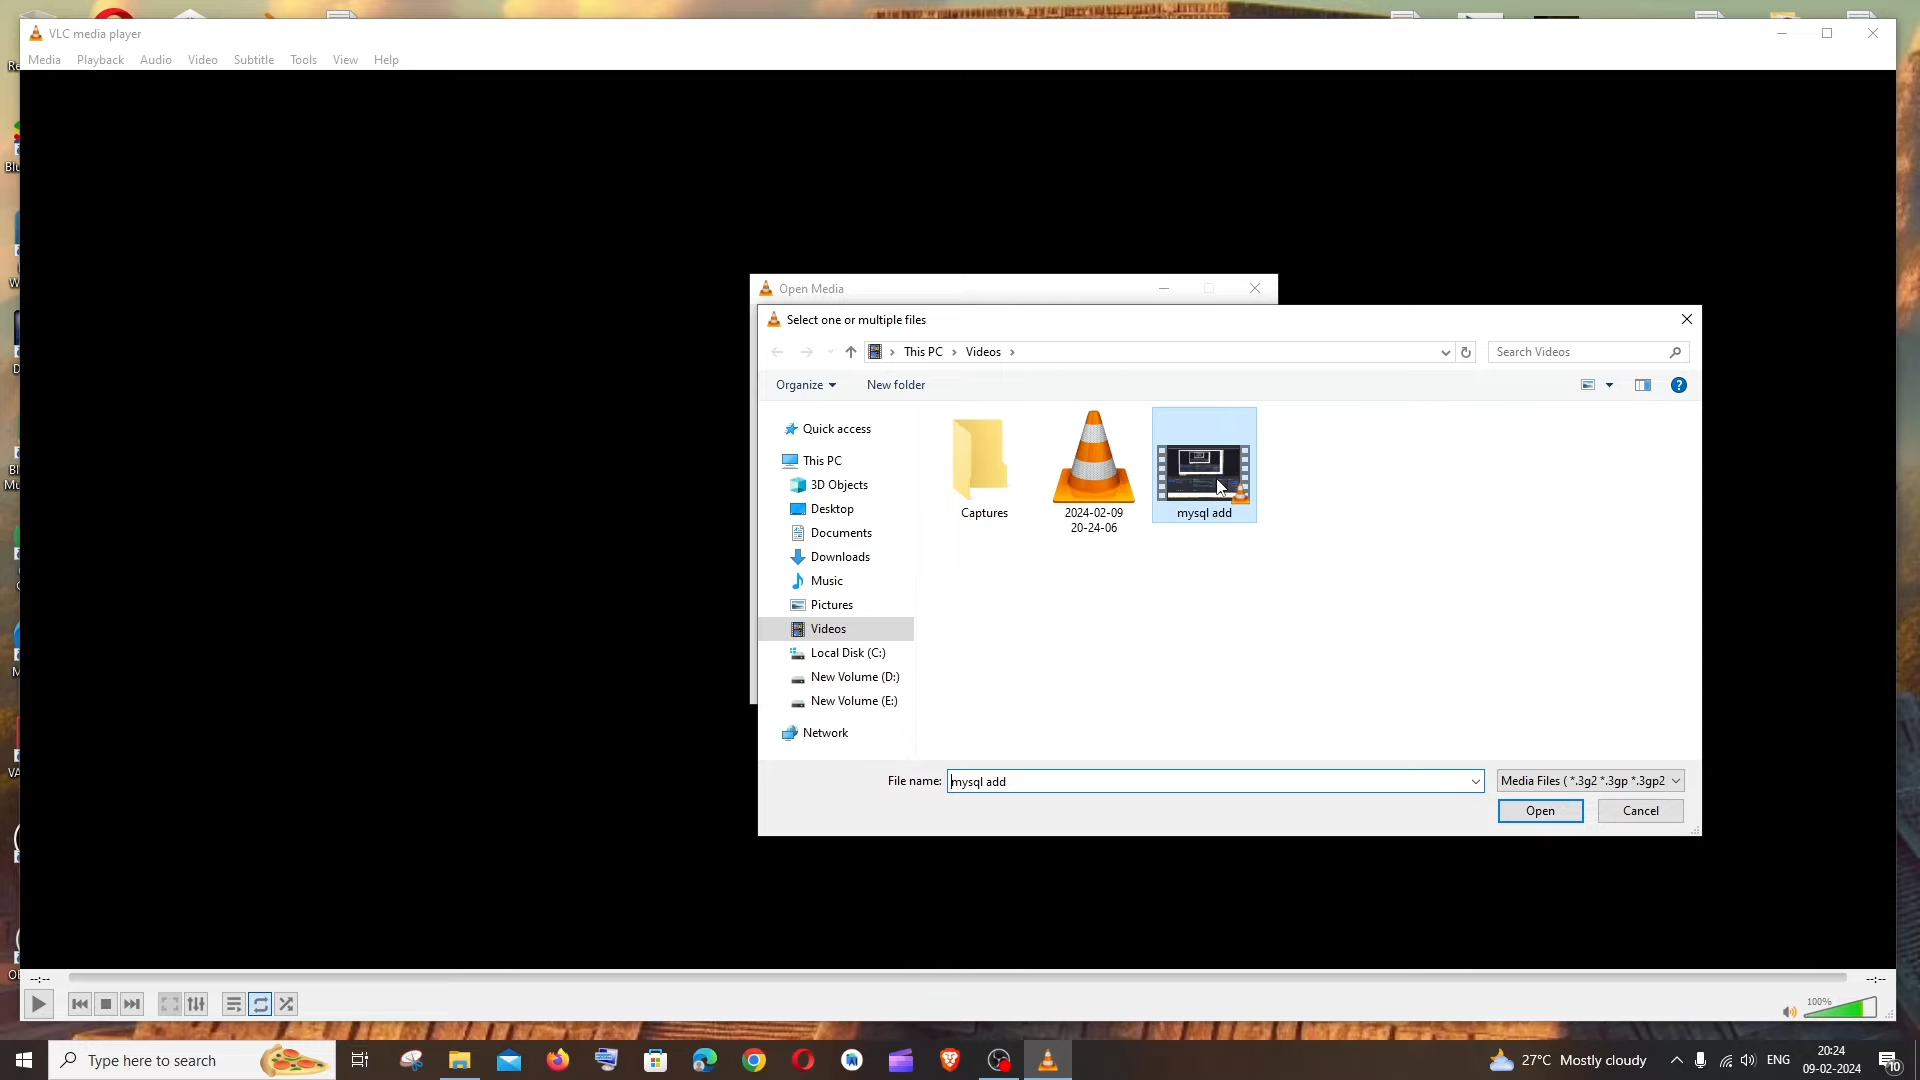 VLC media player
Media Playback Audio Video Subtitle Tools View Help
Open Media
Select one or multiple files
This PC > Videos >
Search Videos
Organize
New folder
Quick access
This PC
3D Objects
Desktop
Documents
Downloads
Music
Pictures
Videos
Local Disk (C:)
New Volume (D:)
New Volume (E:)
Network
Captures
2024-02-09
20-24-06
mysql add
File name:
mysql add
Media Files ( *.3g2 *.3gp *.3gp2
Open
Cancel
--:--
--:--
100%
Type here to search
27°C Mostly cloudy
ENG
20:24
09-02-2024
10